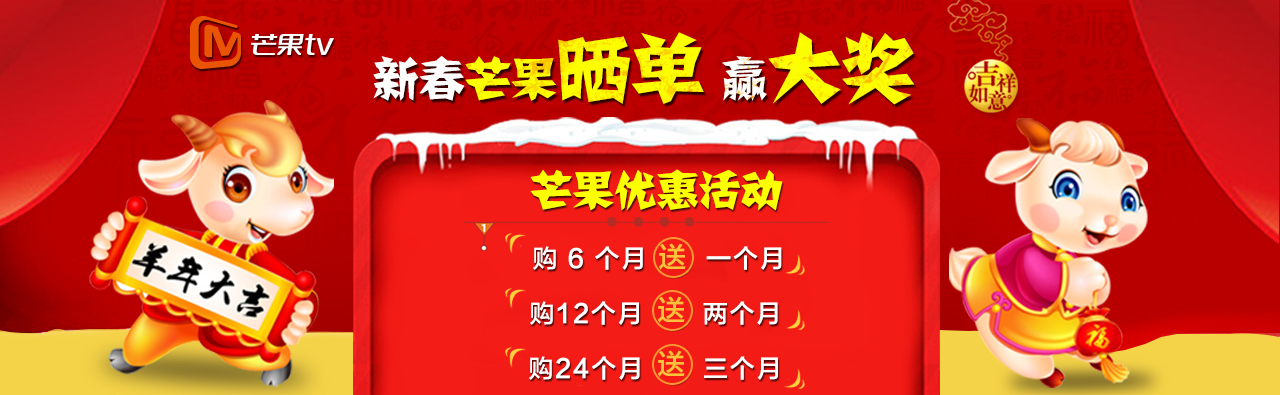 芒果tv
新春芒果晒单 赢大奖
吉祥
如意
芒果优惠活动
购 6 个月 送 一个月
购12个月 送 两个月
购24个月 送 三个月
羊年大吉
福